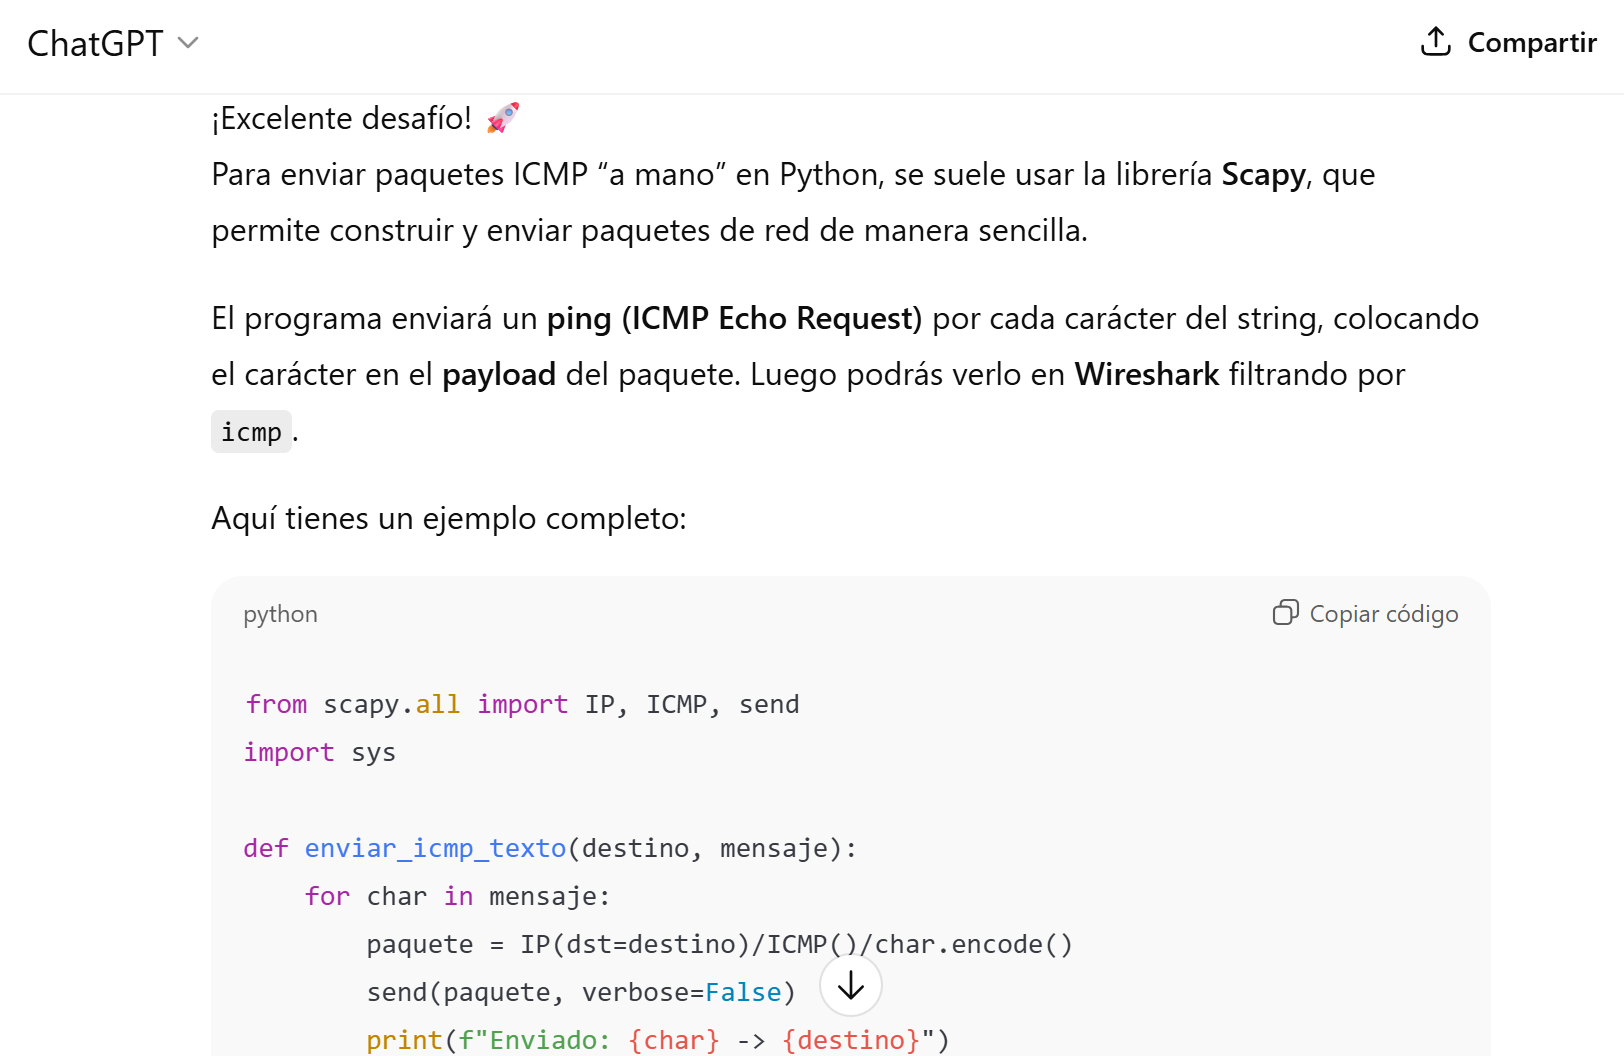 ChatGPT
Compartir
¡Excelente desafío! 🚀
Para enviar paquetes ICMP “a mano” en Python, se suele usar la librería Scapy, que
permite construir y enviar paquetes de red de manera sencilla.
El programa enviará un ping (ICMP Echo Request) por cada carácter del string, colocando
el carácter en el payload del paquete. Luego podrás verlo en Wireshark filtrando por
icmp.
Aquí tienes un ejemplo completo:
python
Copiar código
from scapy.all import IP, ICMP, send
import sys
def enviar_icmp_texto(destino, mensaje):
    for char in mensaje:
        paquete = IP(dst=destino)/ICMP()/char.encode()
        send(paquete, verbose=False)
        print(f"Enviado: {char} -> {destino}")